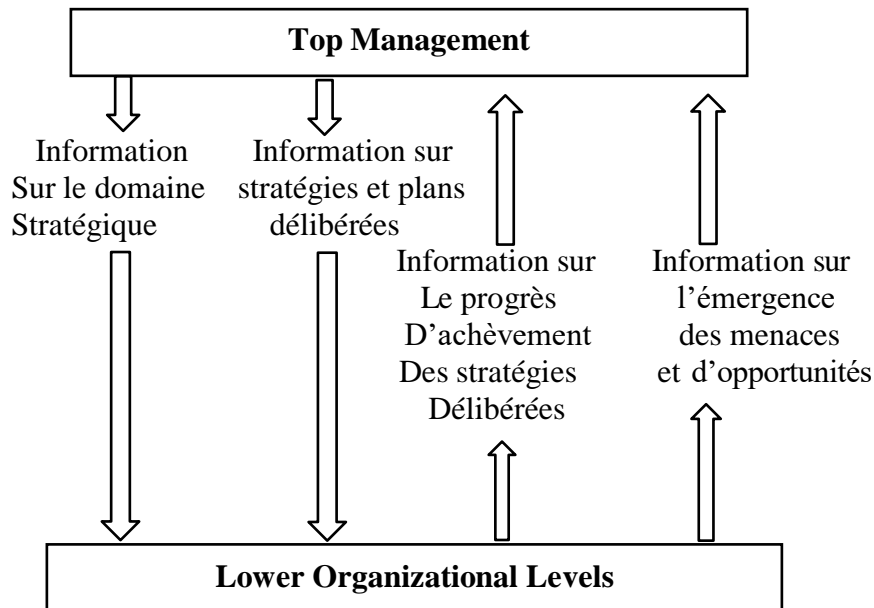 Top Management
Information
Sur le domaine
Stratégique
Information sur
stratégies et plans
délibérées
Information sur
Le progrès
D'achèvement
Des stratégies
Délibérées
Information sur
l'émergence
des menaces
et d'opportunités
Lower Organizational Levels